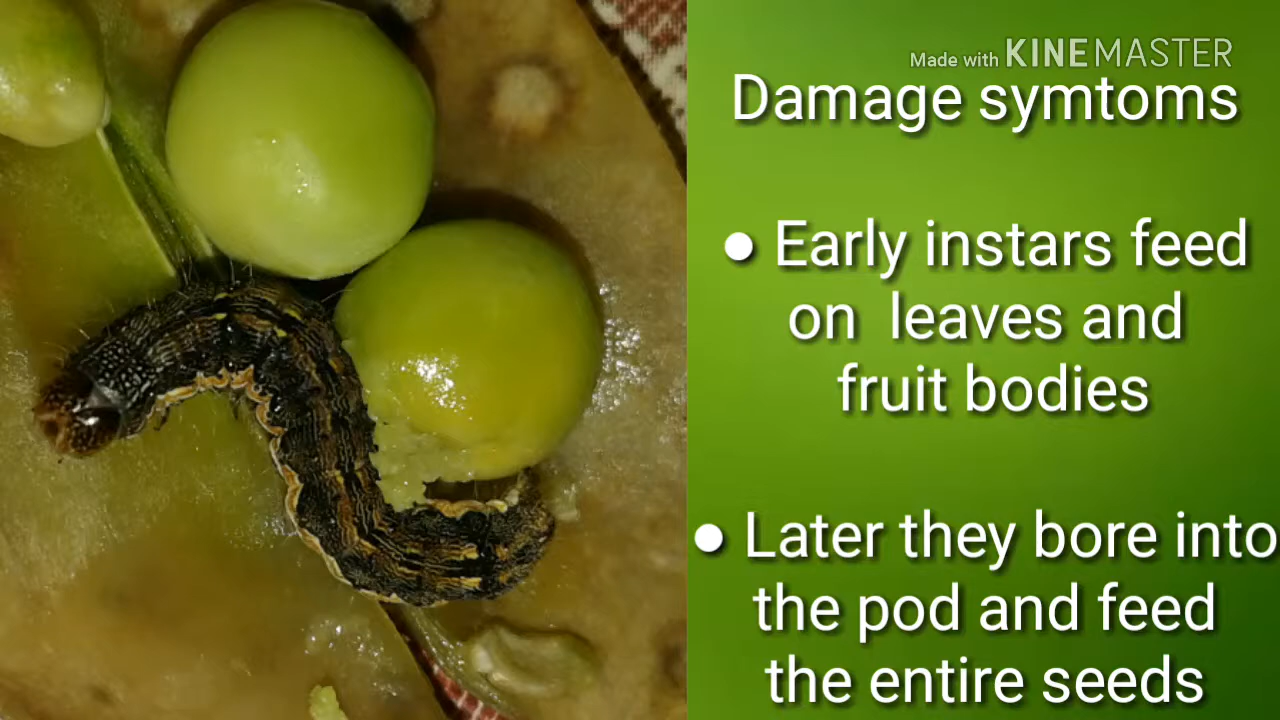 Made with KINEMASTER
Damage symtoms
● Early instars feed
on leaves and
fruit bodies
● Later they bore into
the pod and feed
the entire seeds